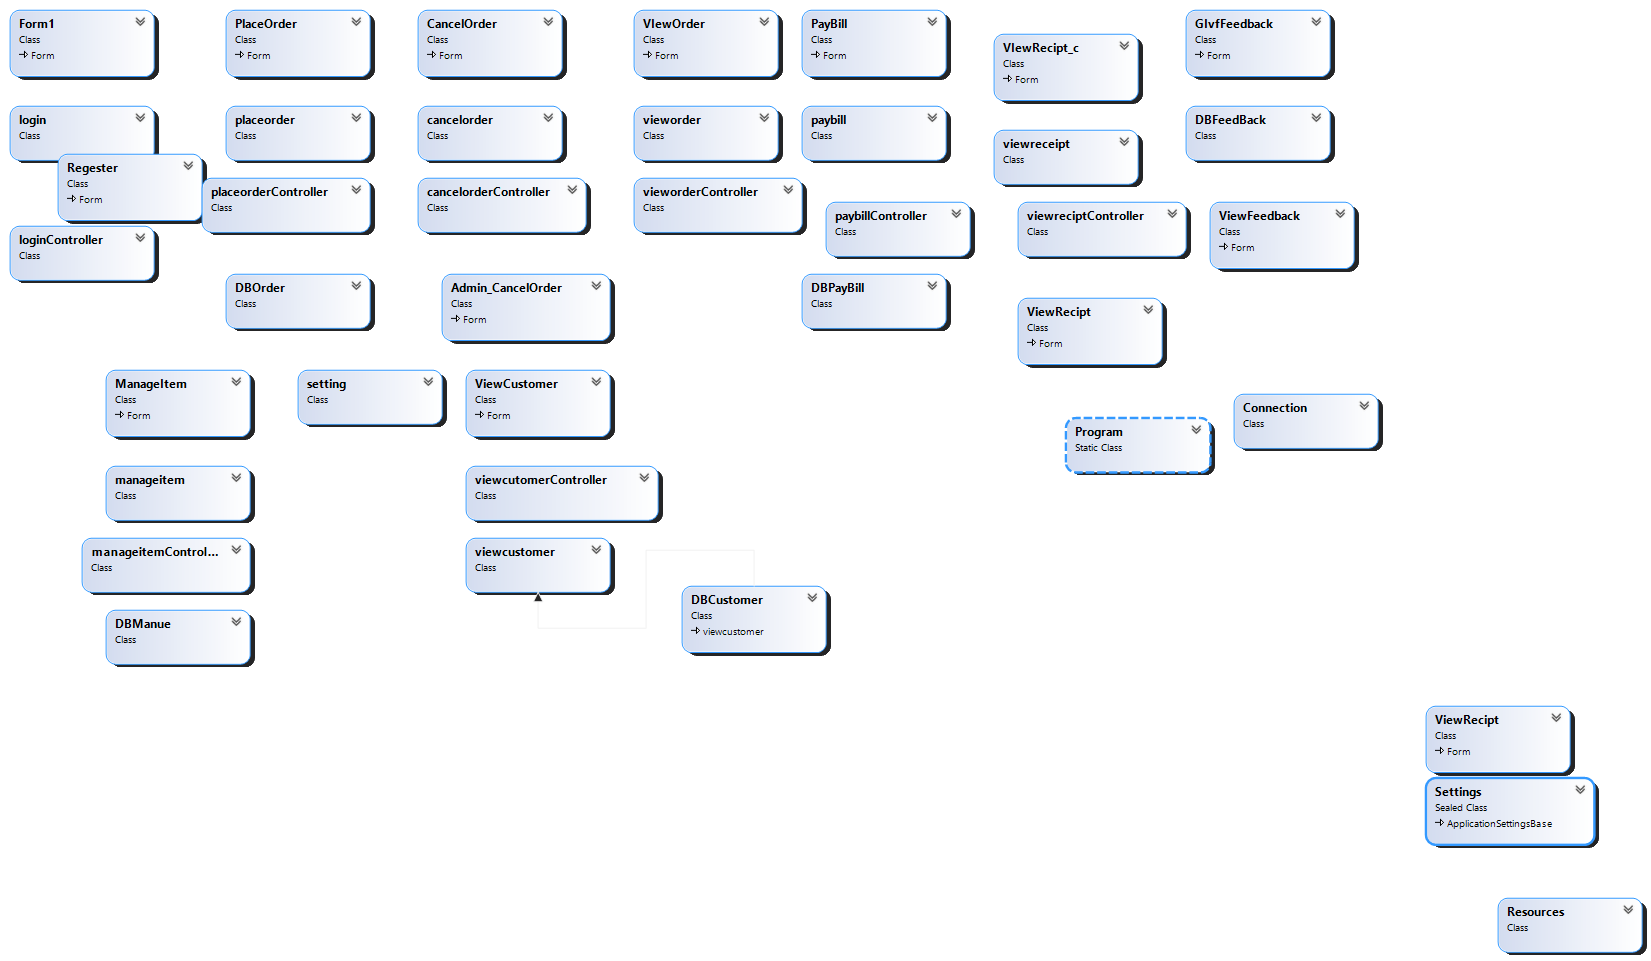 Form1
Class
Form
PlaceOrder
Class
Form
CancelOrder
Class
Form
VIewOrder
Class
Form
PayBill
Class
Form
VIewRecipt_c
Class
Form
GIvfFeedback
Class
Form
login
Class
placeorder
Class
cancelorder
Class
vieworder
Class
paybill
Class
viewreceipt
Class
DBFeedBack
Class
Regester
Class
Form
placeorderController
Class
cancelorderController
Class
vieworderController
Class
paybillController
Class
viewreciptController
Class
ViewFeedback
Class
Form
loginController
Class
DBOrder
Class
Admin_CancelOrder
Class
Form
DBPayBill
Class
ViewRecipt
Class
Form
ManageItem
Class
Form
setting
Class
ViewCustomer
Class
Form
Program
Static Class
Connection
Class
manageitem
Class
viewcutomerController
Class
manageitemControl...
Class
viewcustomer
Class
DBCustomer
Class
viewcustomer
DBManue
Class
ViewRecipt
Class
Form
Settings
Sealed Class
ApplicationSettingsBase
Resources
Class